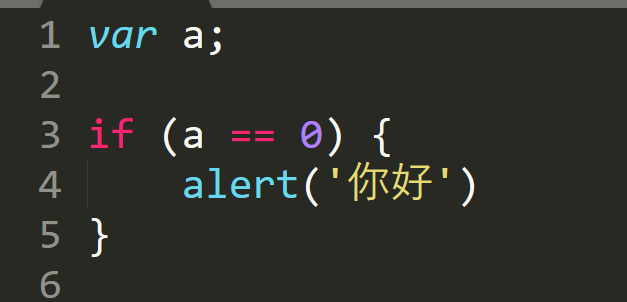 1 var a;
2
3 if (a == 0) {
4     alert('你好')
5 }
6